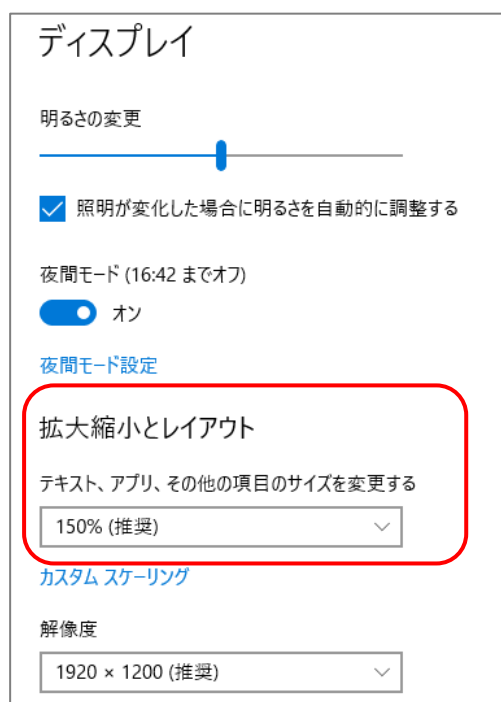 ディスプレイ
明るさの変更
照明が変化した場合に明るさを自動的に調整する
夜間モード (16:42 までオフ)
オン
夜間モード設定
拡大縮小とレイアウト
テキスト、アプリ、その他の項目のサイズを変更する
150% (推奨)
カスタム スケーリング
解像度
1920 × 1200 (推奨)